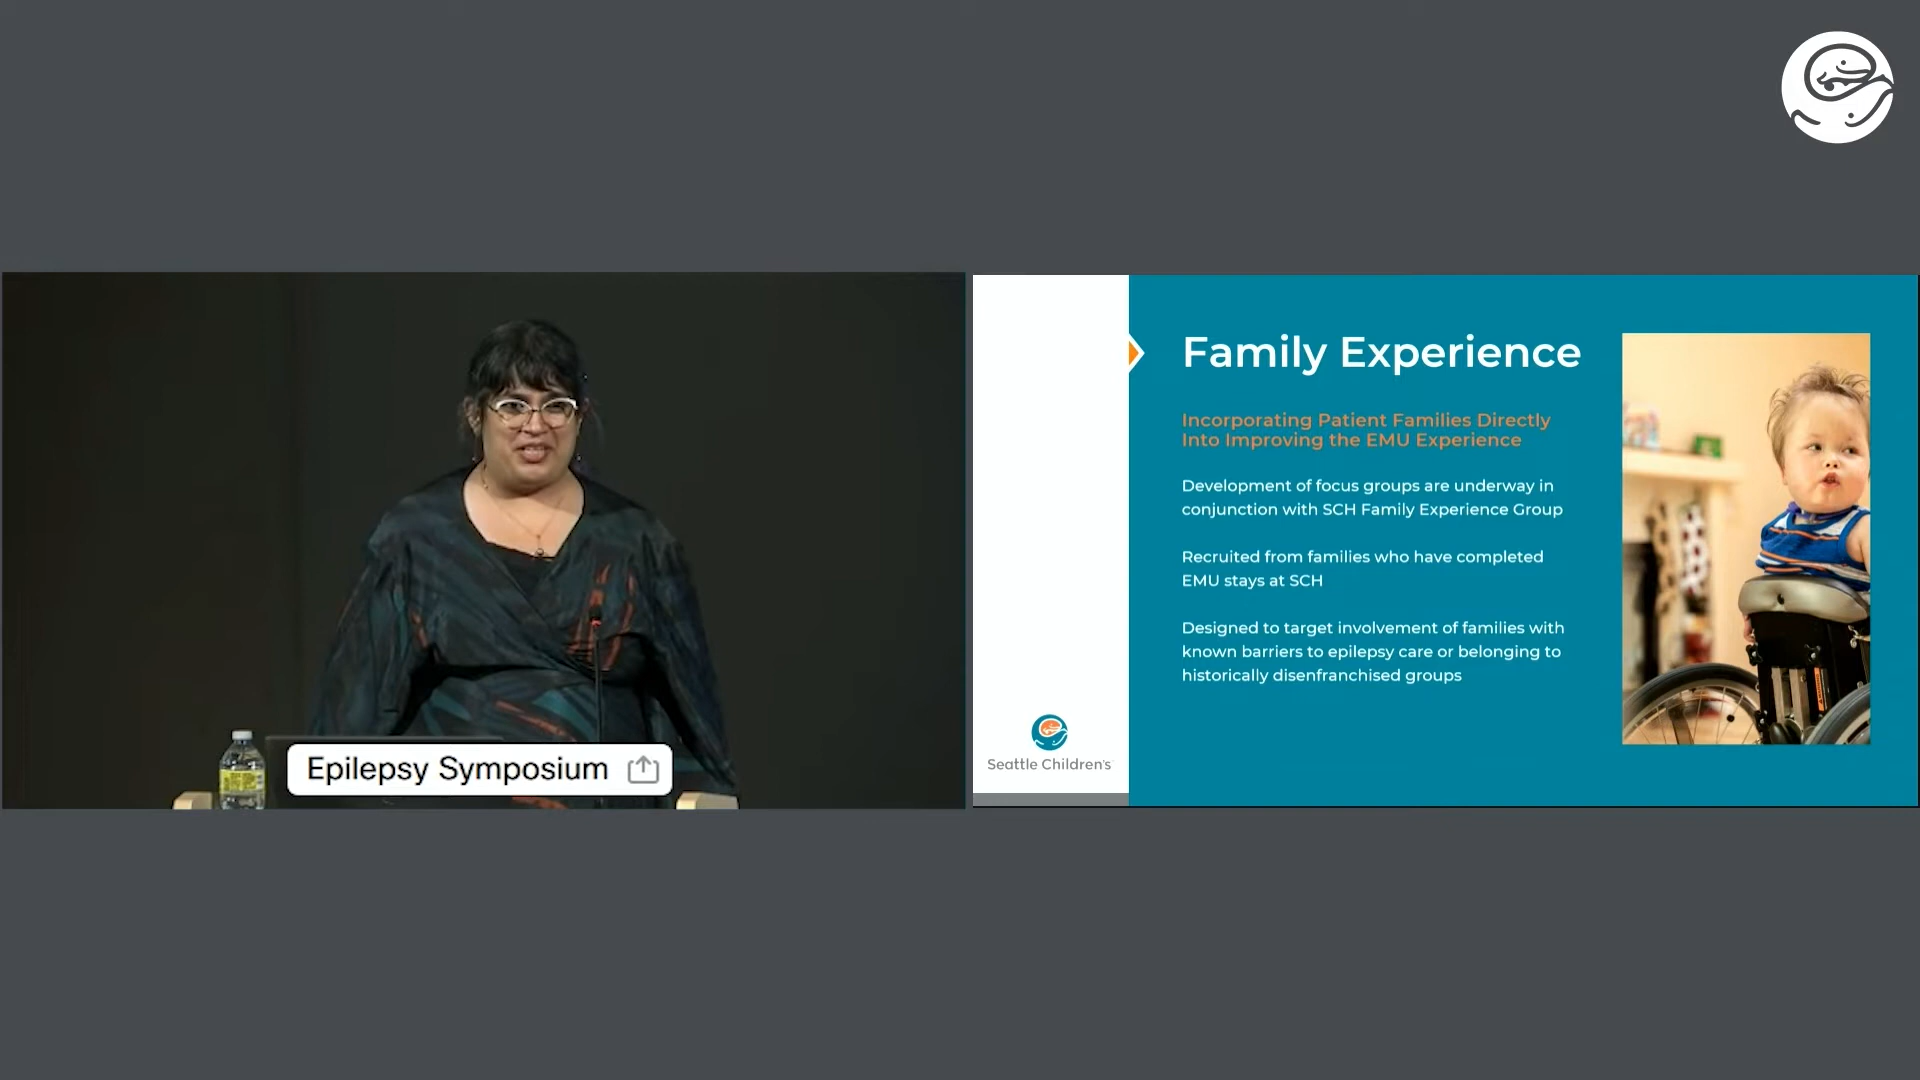 Epilepsy Symposium
Family Experience
Incorporating Patient Families Directly
Into Improving the EMU Experience
Development of focus groups are underway in
conjunction with SCH Family Experience Group
Recruited from families who have completed
EMU stays at SCH
Designed to target involvement of families with
known barriers to epilepsy care or belonging to
historically disenfranchised groups
Seattle Children's